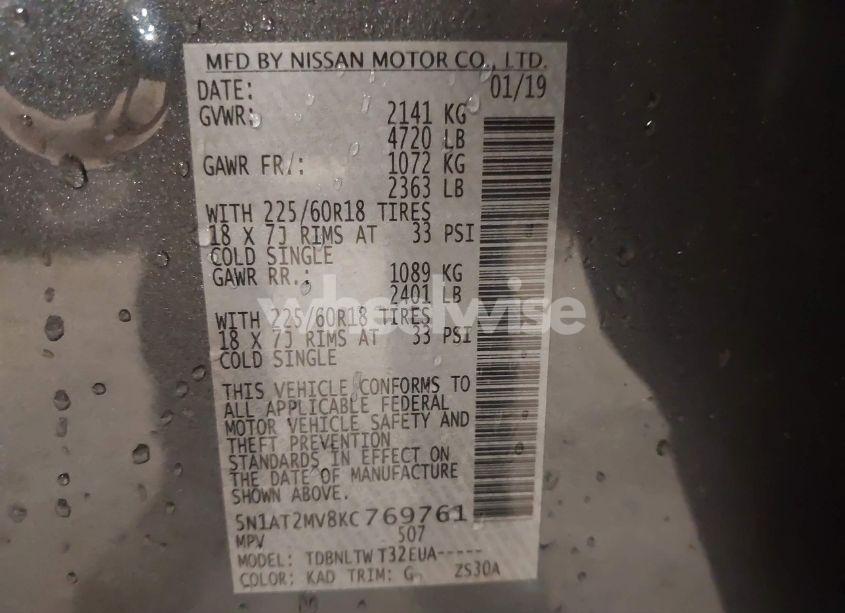 MFD BY NISSAN MOTOR CO., LTD.
DATE: 01/19
GVWR: 2141 KG
4720 LB
GAWR FR/: 1072 KG
2363 LB
WITH 225/60R18 TIRES
18 X 7J RIMS AT 33 PSI
COLD SINGLE
GAWR RR.: 1089 KG
2401 LB
WITH 225/60R18 TIRES
18 X 7J RIMS AT 33 PSI
COLD SINGLE
wheelwise
THIS VEHICLE CONFORMS TO
ALL APPLICABLE FEDERAL
MOTOR VEHICLE SAFETY AND
THEFT PREVENTION
STANDARDS IN EFFECT ON
THE DATE OF MANUFACTURE
SHOWN ABOVE.
5N1AT2MV8KC769761
MPV 507
MODEL: TDBNLTW T32EUA-----
COLOR: KAD TRIM: G ZS30A